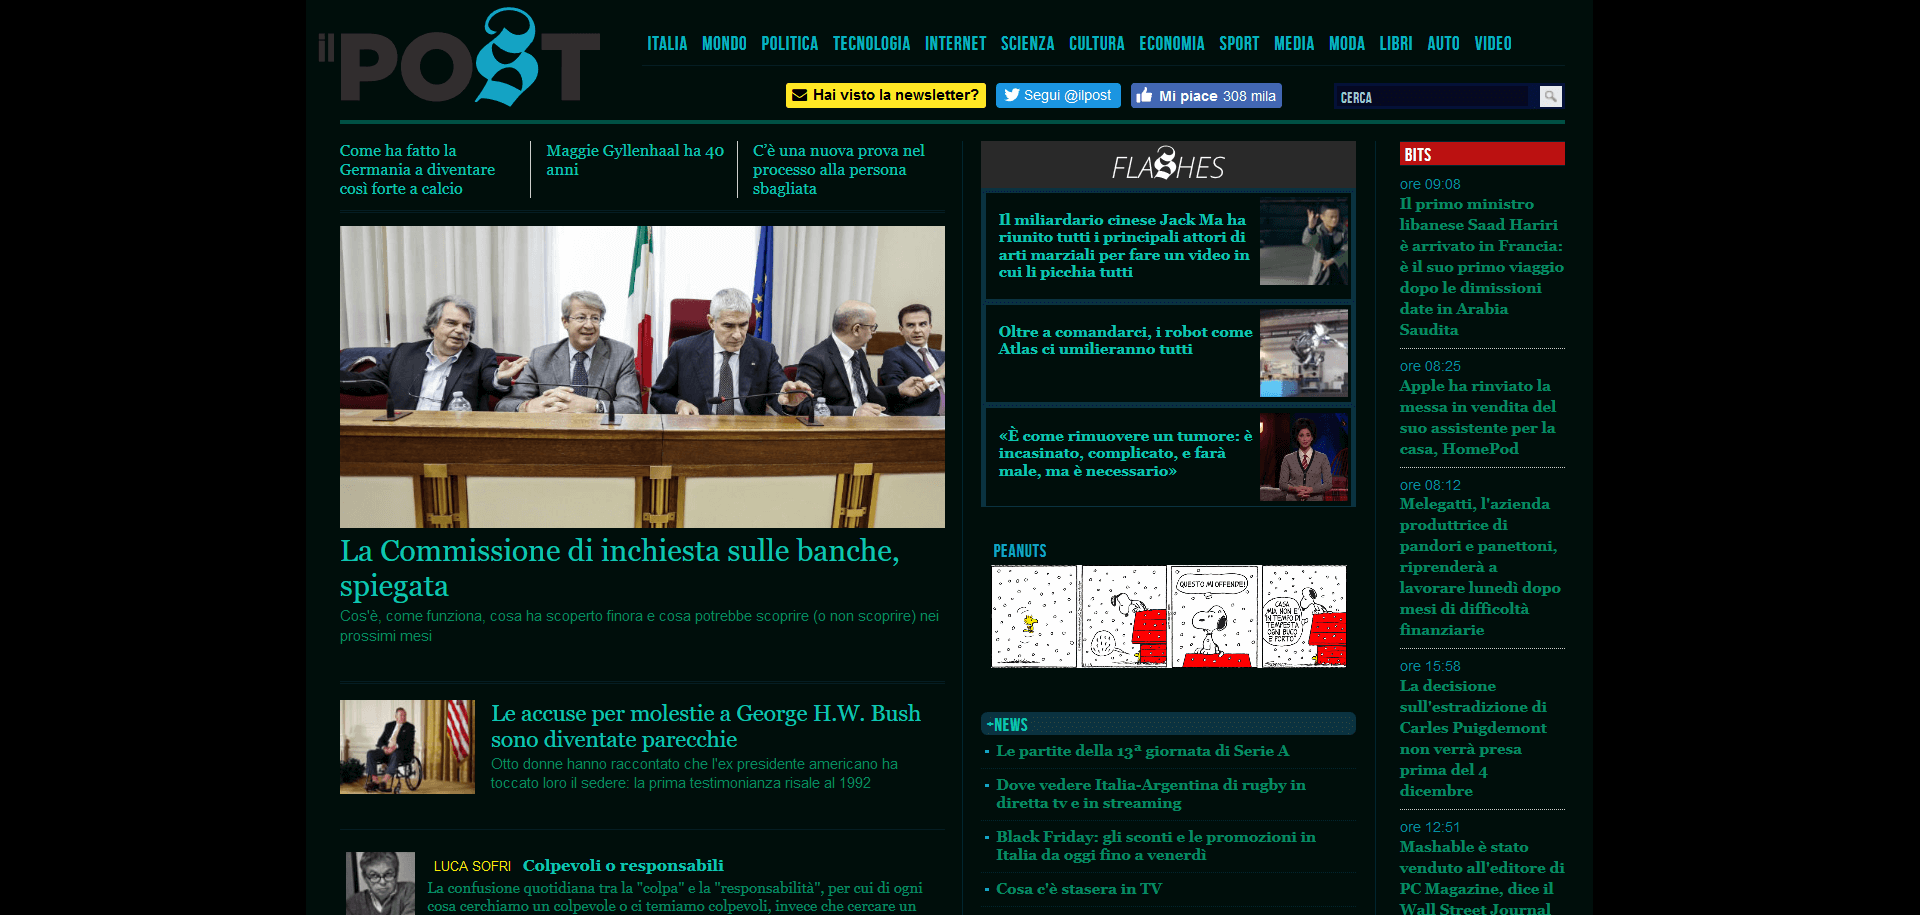 il POST
ITALIA MONDO POLITICA TECNOLOGIA INTERNET SCIENZA CULTURA ECONOMIA SPORT MEDIA MODA LIBRI AUTO VIDEO
Hai visto la newsletter? Segui @ilpost Mi piace 308 mila
CERCA
Come ha fatto la
Germania a diventare
così forte a calcio
Maggie Gyllenhaal ha 40
anni
C'è una nuova prova nel
processo alla persona
sbagliata
La Commissione di inchiesta sulle banche,
spiegata
Cos'è, come funziona, cosa ha scoperto finora e cosa potrebbe scoprire (o non scoprire) nei
prossimi mesi
Le accuse per molestie a George H.W. Bush
sono diventate parecchie
Otto donne hanno raccontato che l'ex presidente americano ha
toccato loro il sedere: la prima testimonianza risale al 1992
LUCA SOFRI Colpevoli o responsabili
La confusione quotidiana tra la "colpa" e la "responsabilità", per cui di ogni
cosa cerchiamo un colpevole o ci temiamo colpevoli, invece che cercare un
FLASHES
Il miliardario cinese Jack Ma ha
riunito tutti i principali attori di
arti marziali per fare un video in
cui li picchia tutti
Oltre a comandarci, i robot come
Atlas ci umilieranno tutti
«È come rimuovere un tumore: è
incasinato, complicato, e farà
male, ma è necessario»
PEANUTS
QUESTO MI OFFENDE!
CASA
MIA NON È
IN TEMPO DI
TEMPESTA
OGNI BUCO
È PORTO
-NEWS
Le partite della 13ª giornata di Serie A
Dove vedere Italia-Argentina di rugby in
diretta tv e in streaming
Black Friday: gli sconti e le promozioni in
Italia da oggi fino a venerdì
Cosa c'è stasera in TV
BITS
ore 09:08
Il primo ministro
libanese Saad Hariri
è arrivato in Francia:
è il suo primo viaggio
dopo le dimissioni
date in Arabia
Saudita
ore 08:25
Apple ha rinviato la
messa in vendita del
suo assistente per la
casa, HomePod
ore 08:12
Melegatti, l'azienda
produttrice di
pandori e panettoni,
riprenderà a
lavorare lunedì dopo
mesi di difficoltà
finanziarie
ore 15:58
La decisione
sull'estradizione di
Carles Puigdemont
non verrà presa
prima del 4
dicembre
ore 12:51
Mashable è stato
venduto all'editore di
PC Magazine, dice il
Wall Street Journal